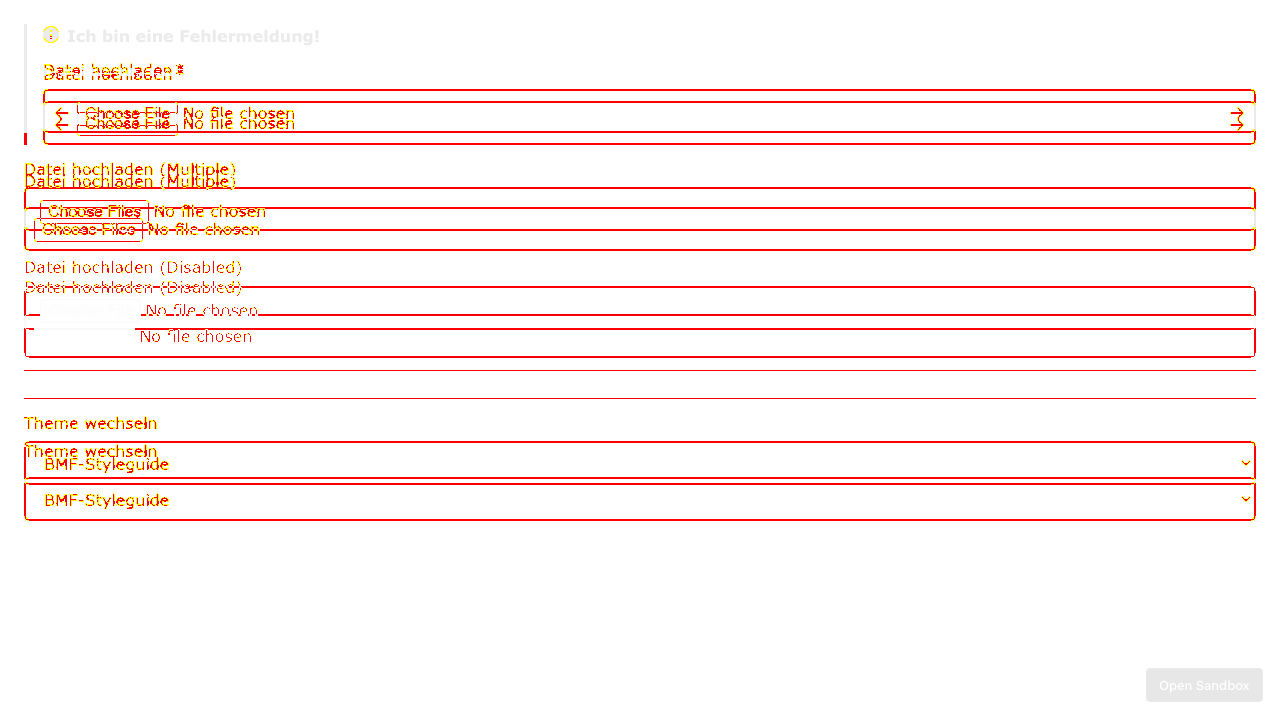 Ich bin eine Fehlermeldung!
Datei hochladen*
Datei hochladen*
Choose File No file chosen
Choose File No file chosen
Datei hochladen (Multiple)
Datei hochladen (Multiple)
Choose Files No file chosen
Choose Files No file chosen
Datei hochladen (Disabled)
Datei hochladen (Disabled)
No file chosen
No file chosen
Theme wechseln
Theme wechseln
BMF-Styleguide
BMF-Styleguide
Open Sandbox